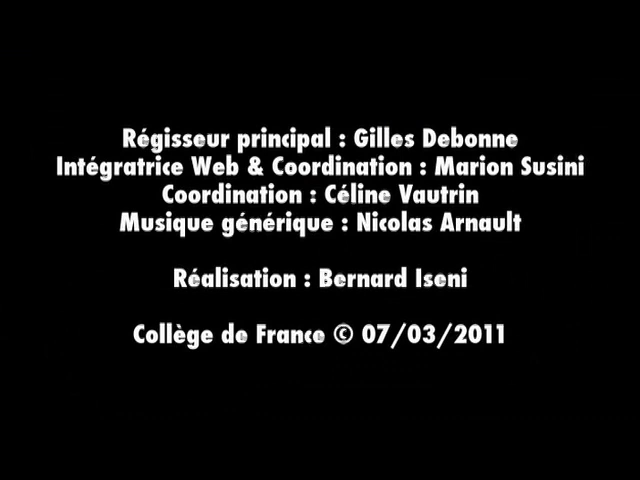 Régisseur principal : Gilles Debonne
Intégratrice Web & Coordination : Marion Susini
Coordination : Céline Vautrin
Musique générique : Nicolas Arnault
Réalisation : Bernard Iseni
Collège de France © 07/03/2011